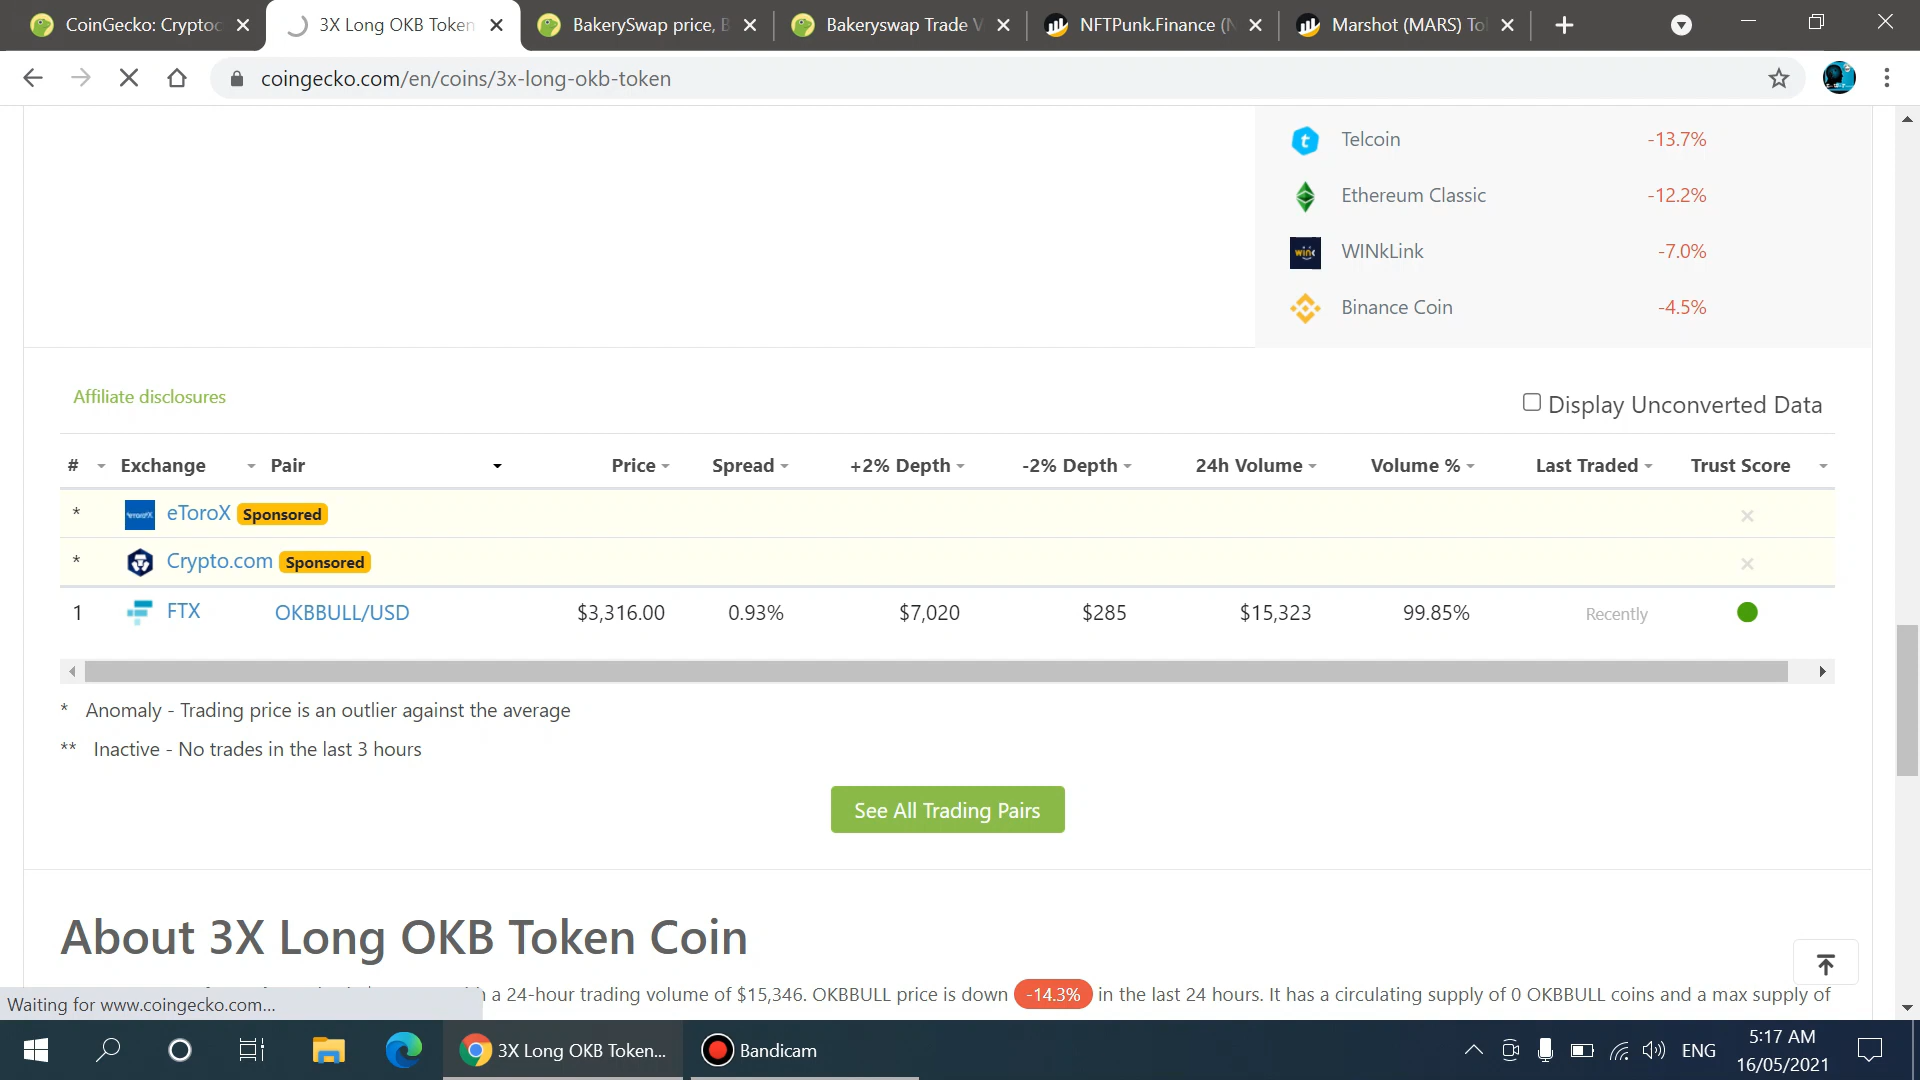 CoinGecko: Cryptoc
3X Long OKB Token
BakerySwap price, B
Bakeryswap Trade V
NFTPunk.Finance (N
Marshot (MARS) To
coingecko.com/en/coins/3x-long-okb-token
Telcoin -13.7%
Ethereum Classic -12.2%
WINkLink -7.0%
Binance Coin -4.5%
Affiliate disclosures
Display Unconverted Data
# Exchange Pair Price Spread +2% Depth -2% Depth 24h Volume Volume % Last Traded Trust Score
* eToroX Sponsored
* Crypto.com Sponsored
1 FTX OKBBULL/USD $3,316.00 0.93% $7,020 $285 $15,323 99.85% Recently
* Anomaly - Trading price is an outlier against the average
** Inactive - No trades in the last 3 hours
See All Trading Pairs
About 3X Long OKB Token Coin
a 24-hour trading volume of $15,346. OKBBULL price is down -14.3% in the last 24 hours. It has a circulating supply of 0 OKBBULL coins and a max supply of
Waiting for www.coingecko.com...
3X Long OKB Token...
Bandicam
ENG
5:17 AM
16/05/2021